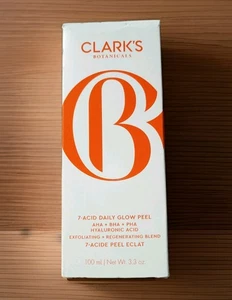 CLARK'S
BOTANICALS
7-ACID DAILY GLOW PEEL
AHA + BHA + PHA
HYALURONIC ACID
EXFOLIATING + REGENERATING BLEND
7-ACIDE PEEL ECLAT
100 ml | Net Wt. 3.3 oz